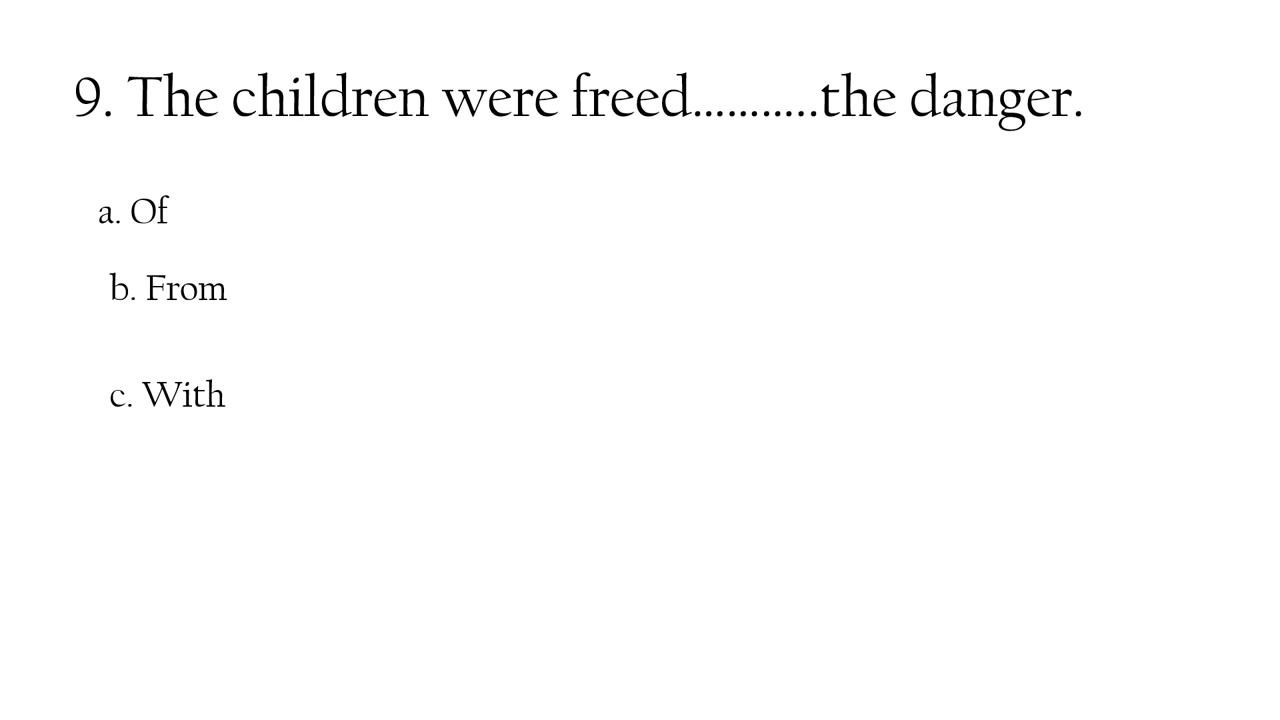 9. The children were freed...........the danger.
a. Of
b. From
c. With